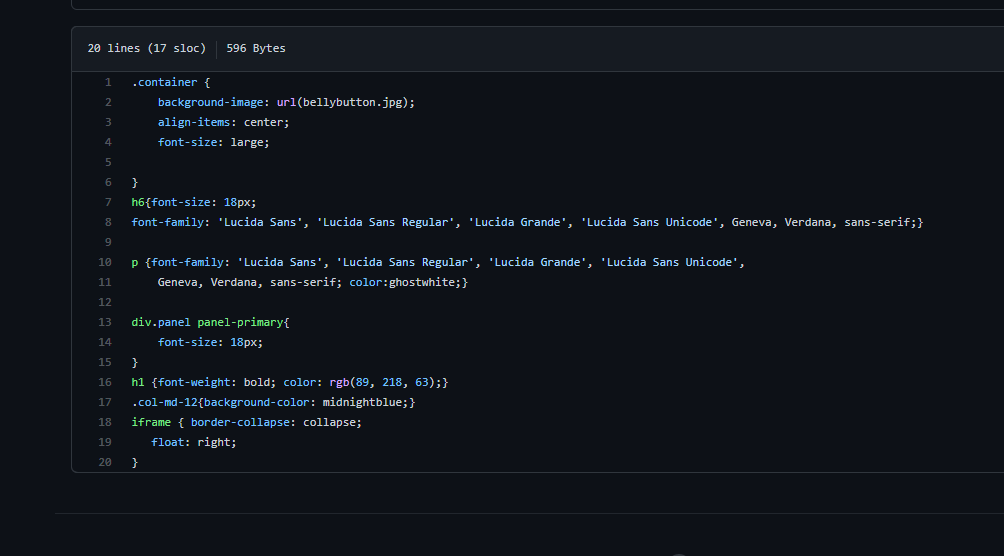 20 lines (17 sloc) 596 Bytes
1 .container {
2 background-image: url(bellybutton.jpg);
3 align-items: center;
4 font-size: large;
5
6 }
7 h6{font-size: 18px;
8 font-family: 'Lucida Sans', 'Lucida Sans Regular', 'Lucida Grande', 'Lucida Sans Unicode', Geneva, Verdana, sans-serif;}
9
10 p {font-family: 'Lucida Sans', 'Lucida Sans Regular', 'Lucida Grande', 'Lucida Sans Unicode',
11 Geneva, Verdana, sans-serif; color:ghostwhite;}
12
13 div.panel panel-primary{
14 font-size: 18px;
15 }
16 h1 {font-weight: bold; color: rgb(89, 218, 63);}
17 .col-md-12{background-color: midnightblue;}
18 iframe { border-collapse: collapse;
19 float: right;
20 }